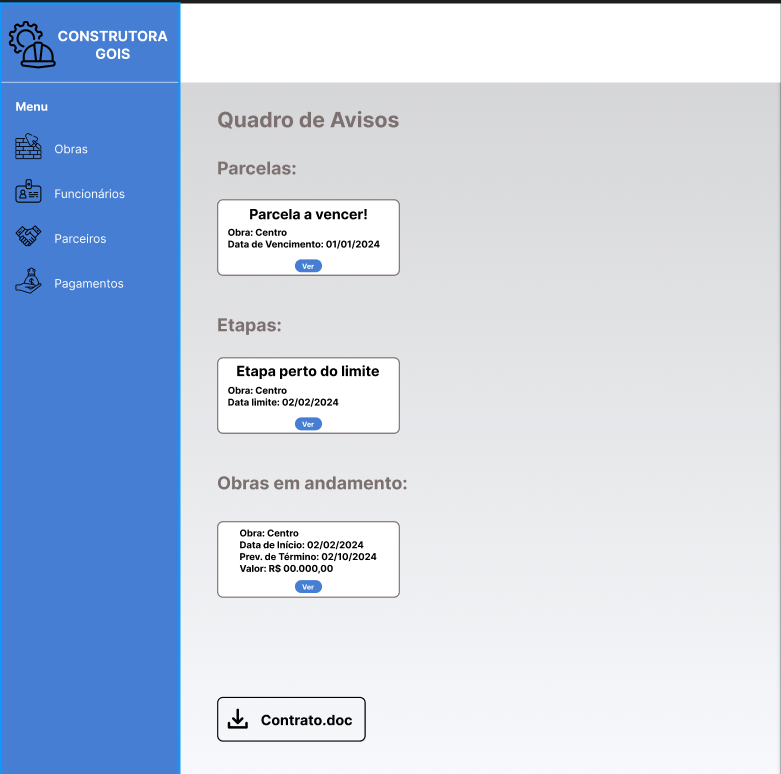 CONSTRUTORA
GOIS
Menu
Obras
Funcionários
Parceiros
Pagamentos
Quadro de Avisos
Parcelas:
Parcela a vencer!
Obra: Centro
Data de Vencimento: 01/01/2024
Ver
Etapas:
Etapa perto do limite
Obra: Centro
Data limite: 02/02/2024
Ver
Obras em andamento:
Obra: Centro
Data de Início: 02/02/2024
Prev. de Término: 02/10/2024
Valor: R$ 00.000,00
Ver
Contrato.doc